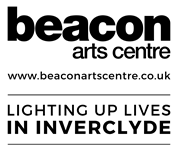 beacon
arts centre
www.beaconartscentre.co.uk
LIGHTING UP LIVES
IN INVERCLYDE